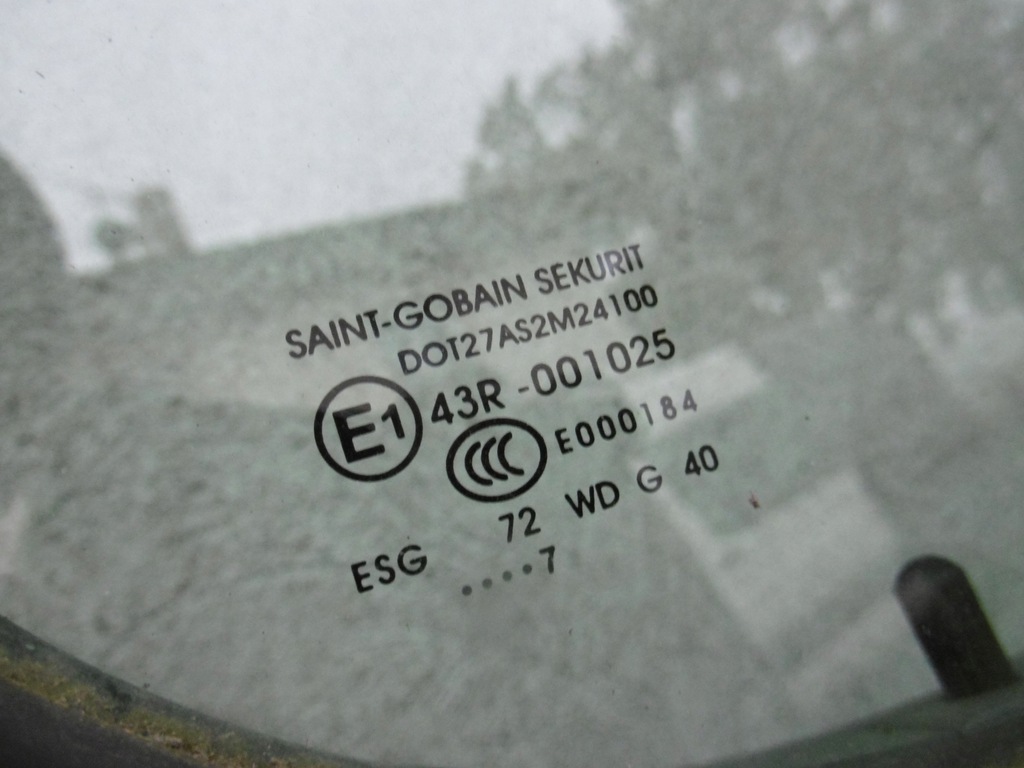 SAINT-GOBAIN SEKURIT
DOT27AS2M24100
E1 43R -001025
CCC E000184
ESG 72 WD G 40
....7